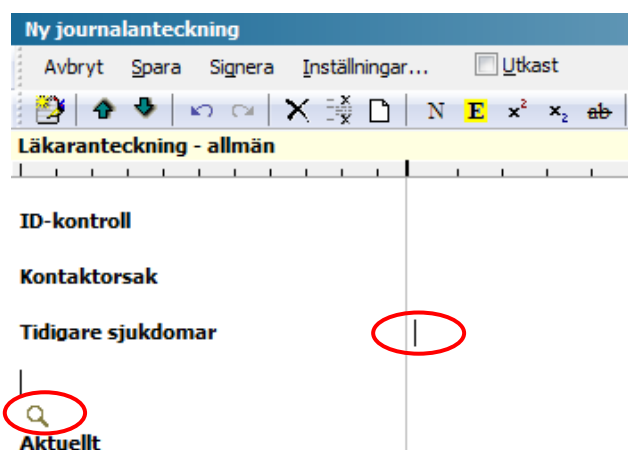 Ny journalanteckning
Avbryt Spara Signera Inställningar... Utkast
N E x² x₂ ab
Läkaranteckning - allmän
ID-kontroll
Kontaktorsak
Tidigare sjukdomar
Aktuellt